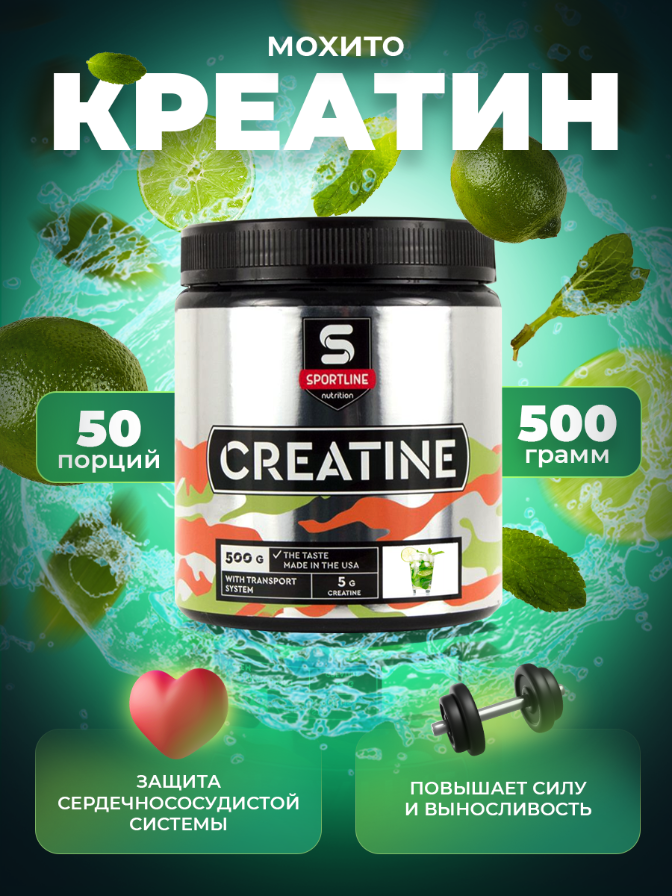 МОХИТО
КРЕАТИН
S
SPORTLINE
nutrition
50
порций
500
грамм
CREATINE
500 G
✓ THE TASTE
MADE IN THE USA
WITH TRANSPORT
SYSTEM
5 G
CREATINE
ЗАЩИТА
СЕРДЕЧНОСОСУДИСТОЙ
СИСТЕМЫ
ПОВЫШАЕТ СИЛУ
И ВЫНОСЛИВОСТЬ